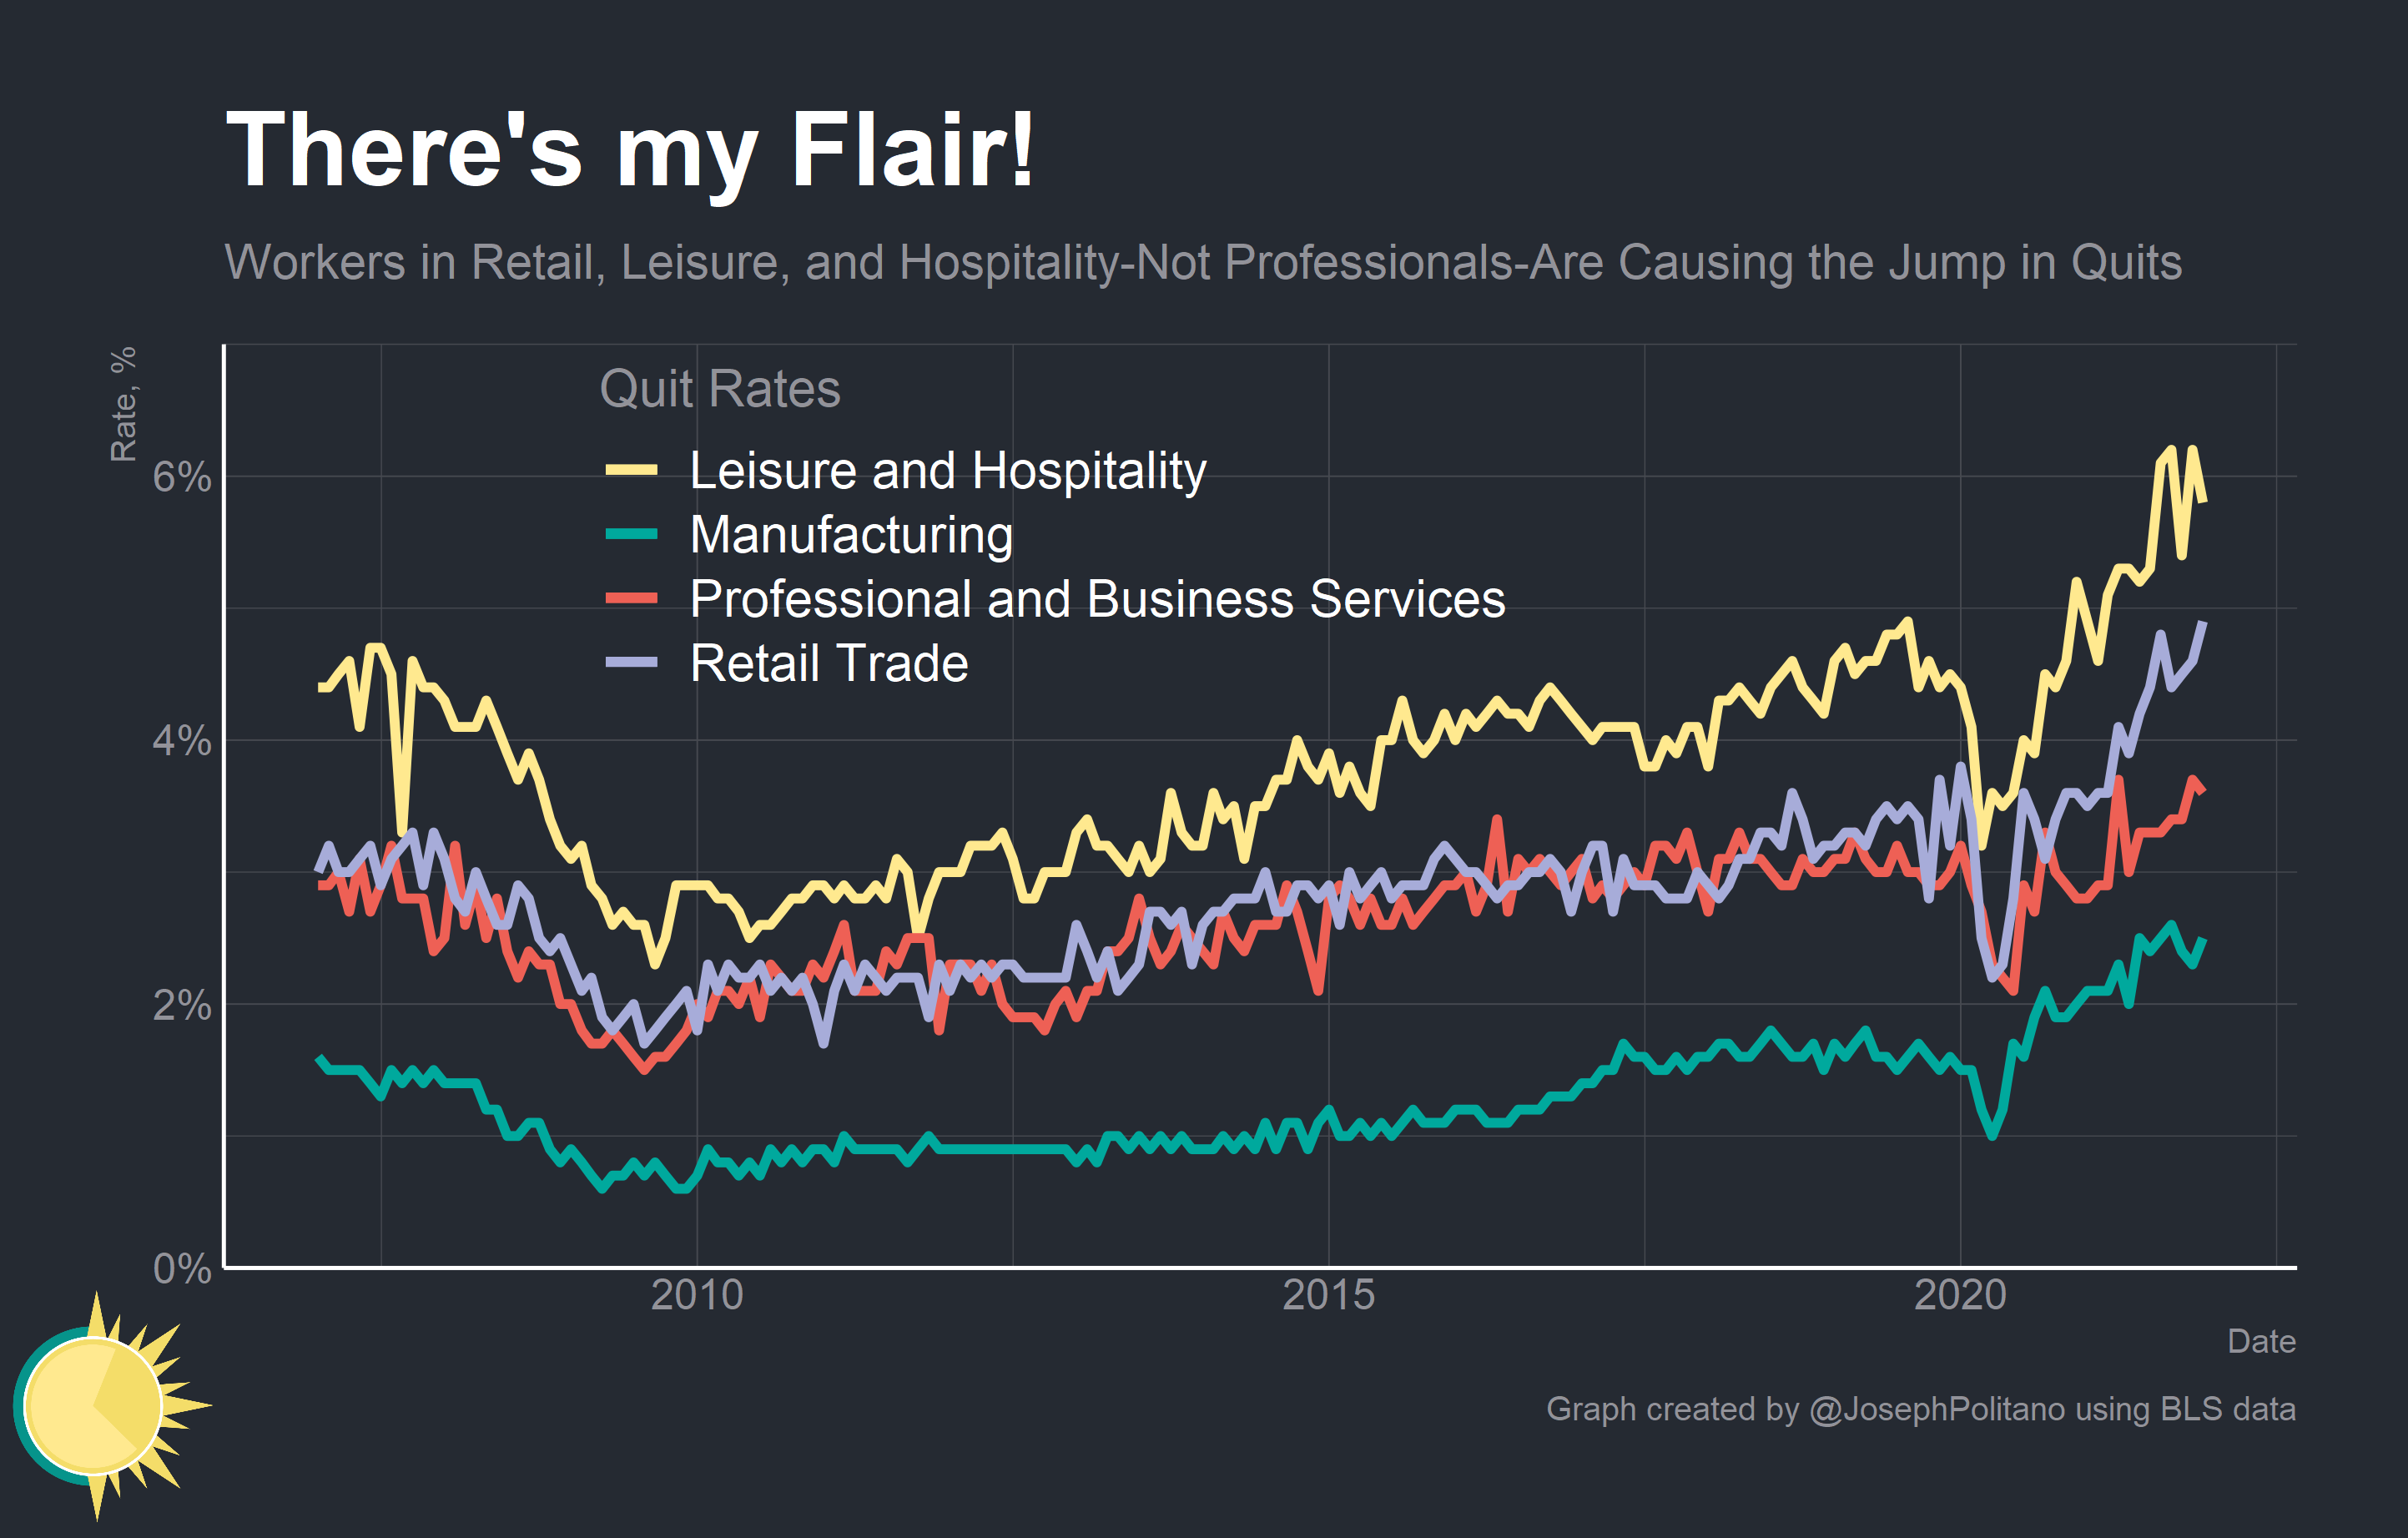 There's my Flair!
Workers in Retail, Leisure, and Hospitality-Not Professionals-Are Causing the Jump in Quits
Rate, %
Quit Rates
Leisure and Hospitality
Manufacturing
Professional and Business Services
Retail Trade
6%
4%
2%
0%
2010
2015
2020
Date
Graph created by @JosephPolitano using BLS data